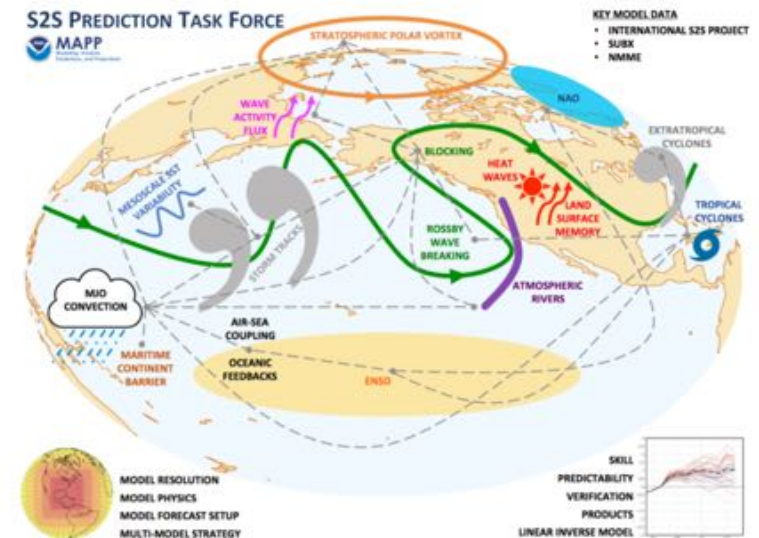 S2S PREDICTION TASK FORCE
MAPP
KEY MODEL DATA
• INTERNATIONAL S2S PROJECT
• SUBX
• NMME
STRATOSPHERIC POLAR VORTEX
NAO
WAVE
ACTIVITY
FLUX
EXTRATROPICAL
CYCLONES
BLOCKING
HEAT
WAVES
MESOSCALE SST
VARIABILITY
LAND
SURFACE
MEMORY
TROPICAL
CYCLONES
ROSSBY
WAVE
BREAKING
STORM TRACKS
MJO
CONVECTION
ATMOSPHERIC
RIVERS
AIR-SEA
COUPLING
MARITIME
CONTINENT
BARRIER
OCEANIC
FEEDBACKS
ENSO
MODEL RESOLUTION
MODEL PHYSICS
MODEL FORECAST SETUP
MULTI-MODEL STRATEGY
SKILL
PREDICTABILITY
VERIFICATION
PRODUCTS
LINEAR INVERSE MODEL